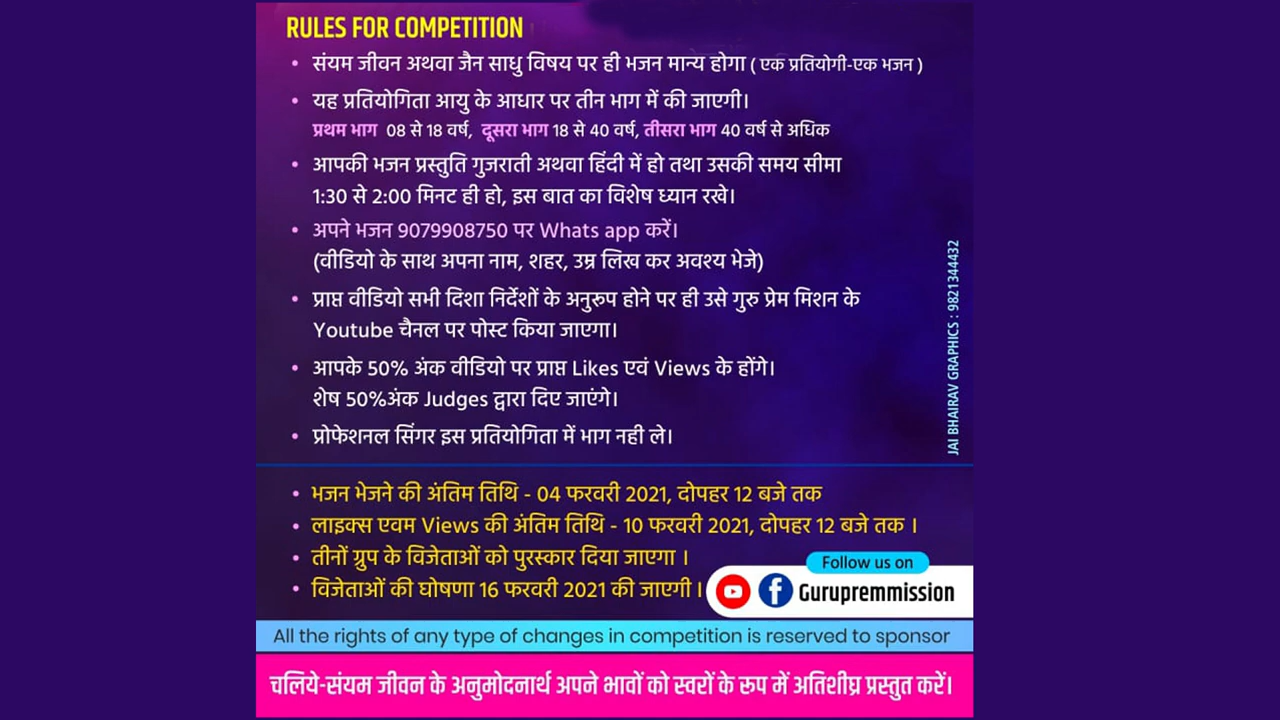 RULES FOR COMPETITION
• संयम जीवन अथवा जैन साधु विषय पर ही भजन मान्य होगा ( एक प्रतियोगी-एक भजन )
• यह प्रतियोगिता आयु के आधार पर तीन भाग में की जाएगी।
प्रथम भाग 08 से 18 वर्ष, दूसरा भाग 18 से 40 वर्ष, तीसरा भाग 40 वर्ष से अधिक
• आपकी भजन प्रस्तुति गुजराती अथवा हिंदी में हो तथा उसकी समय सीमा
1:30 से 2:00 मिनट ही हो, इस बात का विशेष ध्यान रखे।
• अपने भजन 9079908750 पर Whats app करें।
(वीडियो के साथ अपना नाम, शहर, उम्र लिख कर अवश्य भेजे)
• प्राप्त वीडियो सभी दिशा निर्देशों के अनुरूप होने पर ही उसे गुरु प्रेम मिशन के
Youtube चैनल पर पोस्ट किया जाएगा।
• आपके 50% अंक वीडियो पर प्राप्त Likes एवं Views के होंगे।
शेष 50%अंक Judges द्वारा दिए जाएंगे।
• प्रोफेशनल सिंगर इस प्रतियोगिता में भाग नही ले।
JAI BHAIRAV GRAPHICS : 9821344432
• भजन भेजने की अंतिम तिथि - 04 फरवरी 2021, दोपहर 12 बजे तक
• लाइक्स एवम Views की अंतिम तिथि - 10 फरवरी 2021, दोपहर 12 बजे तक ।
• तीनों ग्रुप के विजेताओं को पुरस्कार दिया जाएगा ।
• विजेताओं की घोषणा 16 फरवरी 2021 की जाएगी ।
Follow us on
Gurupremmission
All the rights of any type of changes in competition is reserved to sponsor
चलिये-संयम जीवन के अनुमोदनार्थ अपने भावों को स्वरों के रूप में अतिशीघ्र प्रस्तुत करें।